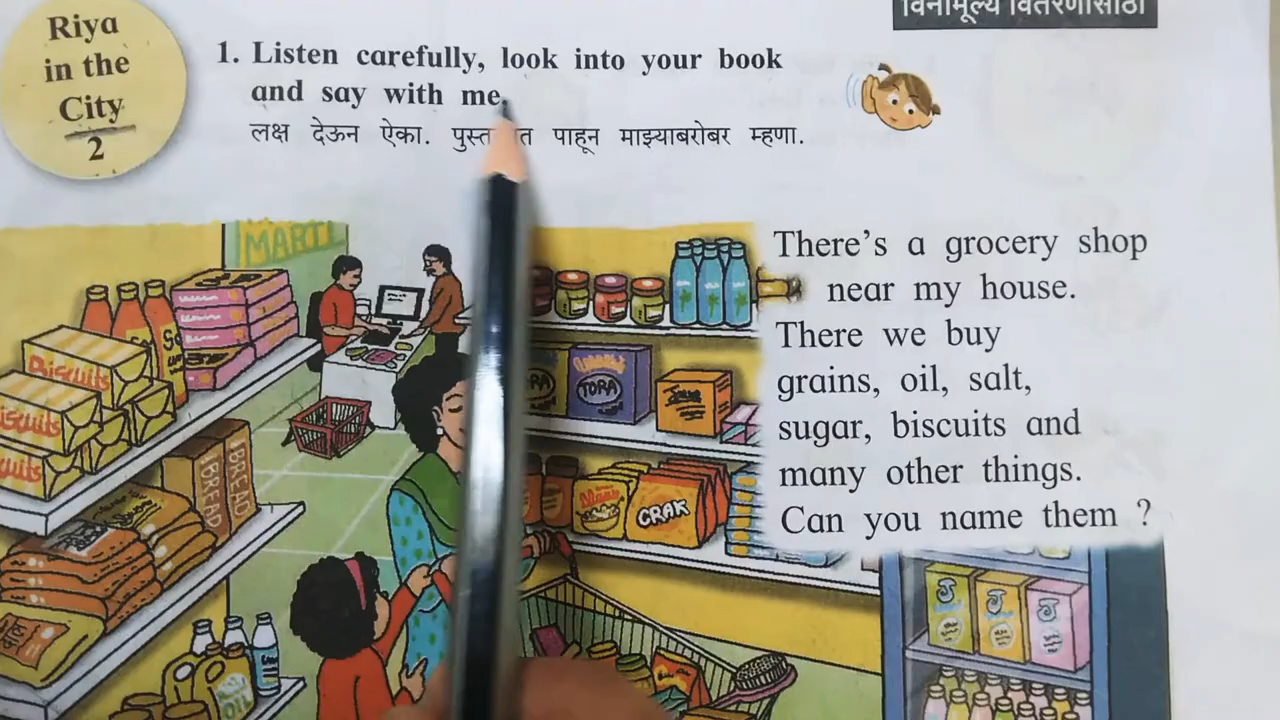 विनामूल्य वितरणासाठी
Riya
in the
City
2
1. Listen carefully, look into your book
and say with me.
लक्ष देऊन ऐका. पाहून माझ्याबरोबर म्हणा.
There's a grocery shop
near my house.
There we buy
grains, oil, salt,
sugar, biscuits and
many other things.
Can you name them ?
MARTI
Biscuits
BREAD
BREAD
TORA
CRAK
OIL